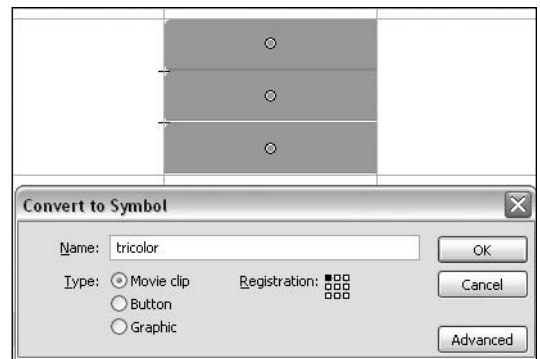 Convert to Symbol
Name: tricolor
OK
Type: Movie clip
Registration:
Cancel
Button
Graphic
Advanced